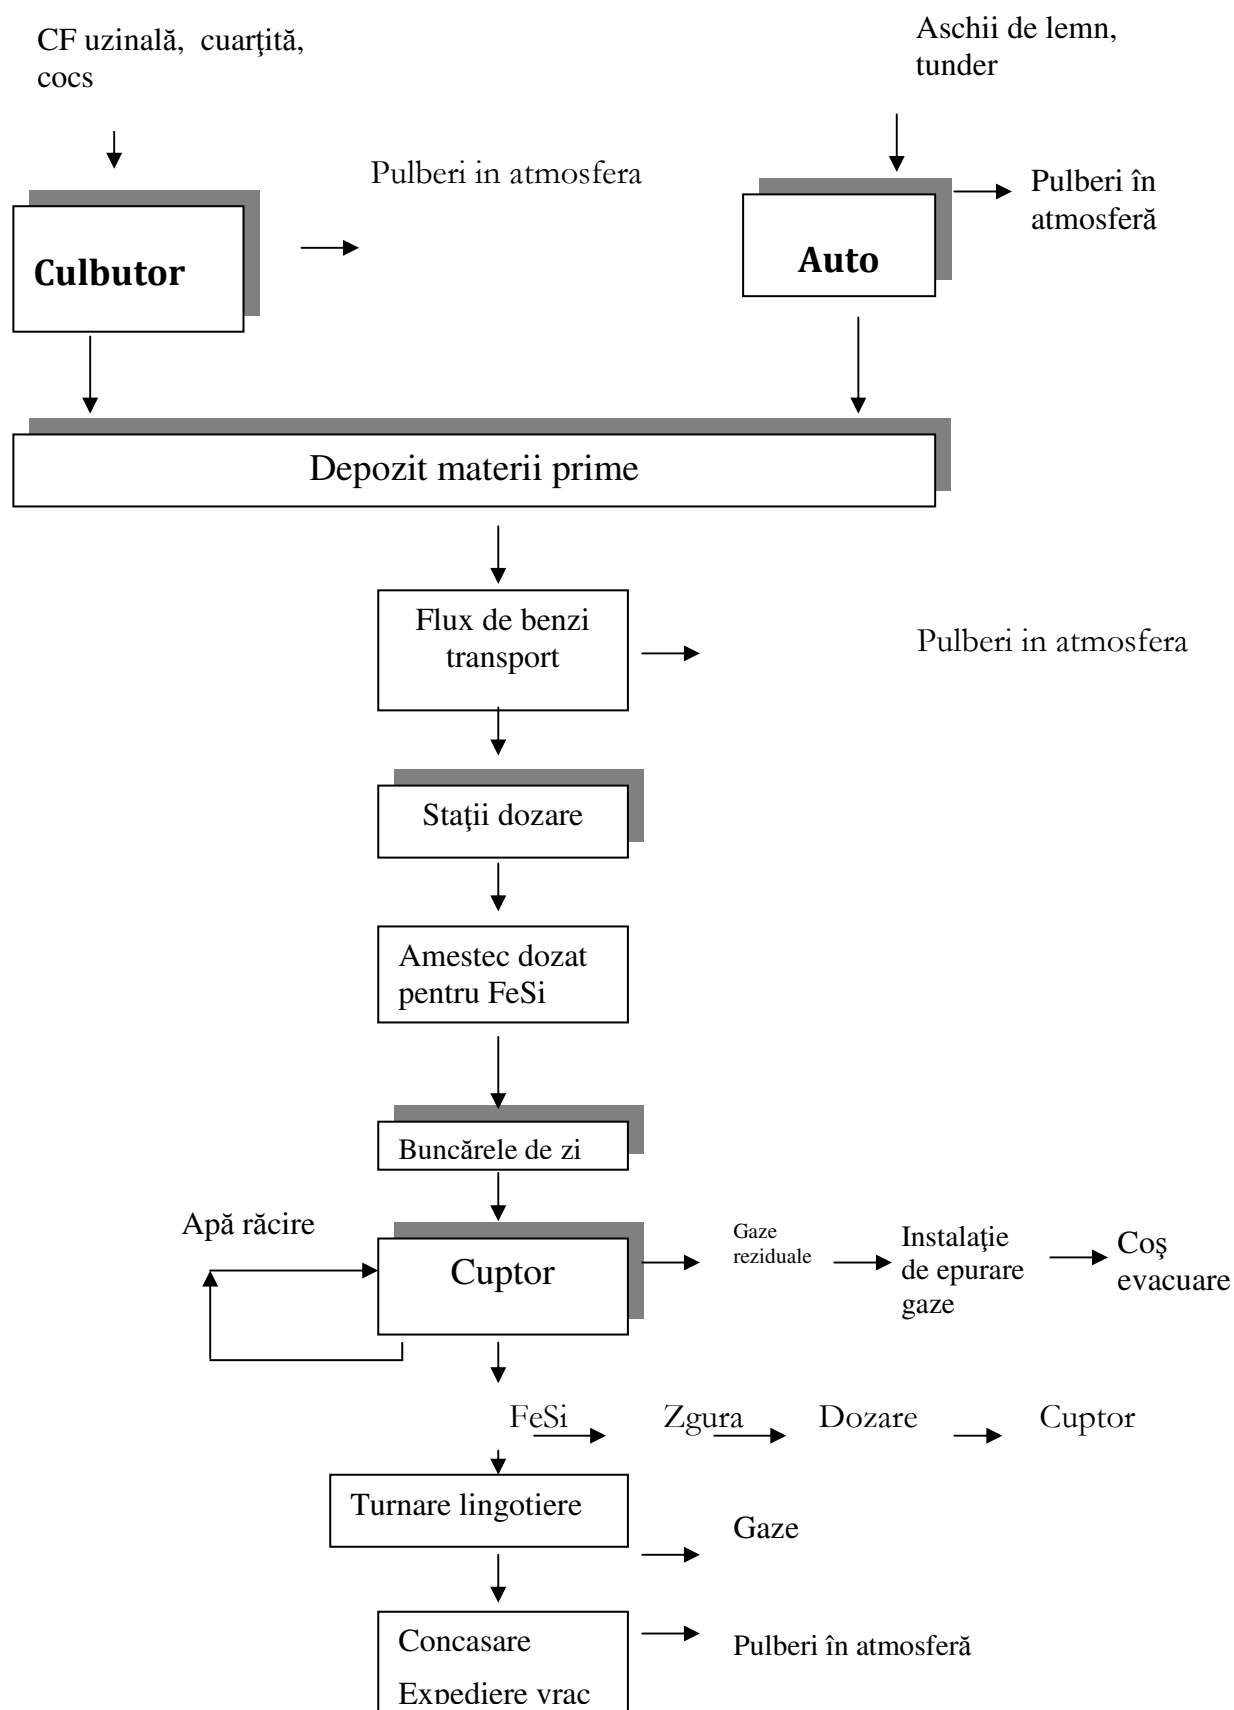 CF uzinală, cuarţită,
cocs
Aschii de lemn,
tunder
Pulberi in atmosfera
Pulberi în
atmosferă
Culbutor
Auto
Depozit materii prime
Flux de benzi
transport
Pulberi in atmosfera
Staţii dozare
Amestec dozat
pentru FeSi
Buncărele de zi
Apă răcire
Cuptor
Gaze
reziduale
Instalaţie
de epurare
gaze
Coş
evacuare
FeSi
Zgura
Dozare
Cuptor
Turnare lingotiere
Gaze
Concasare
Pulberi în atmosferă
Expediere vrac